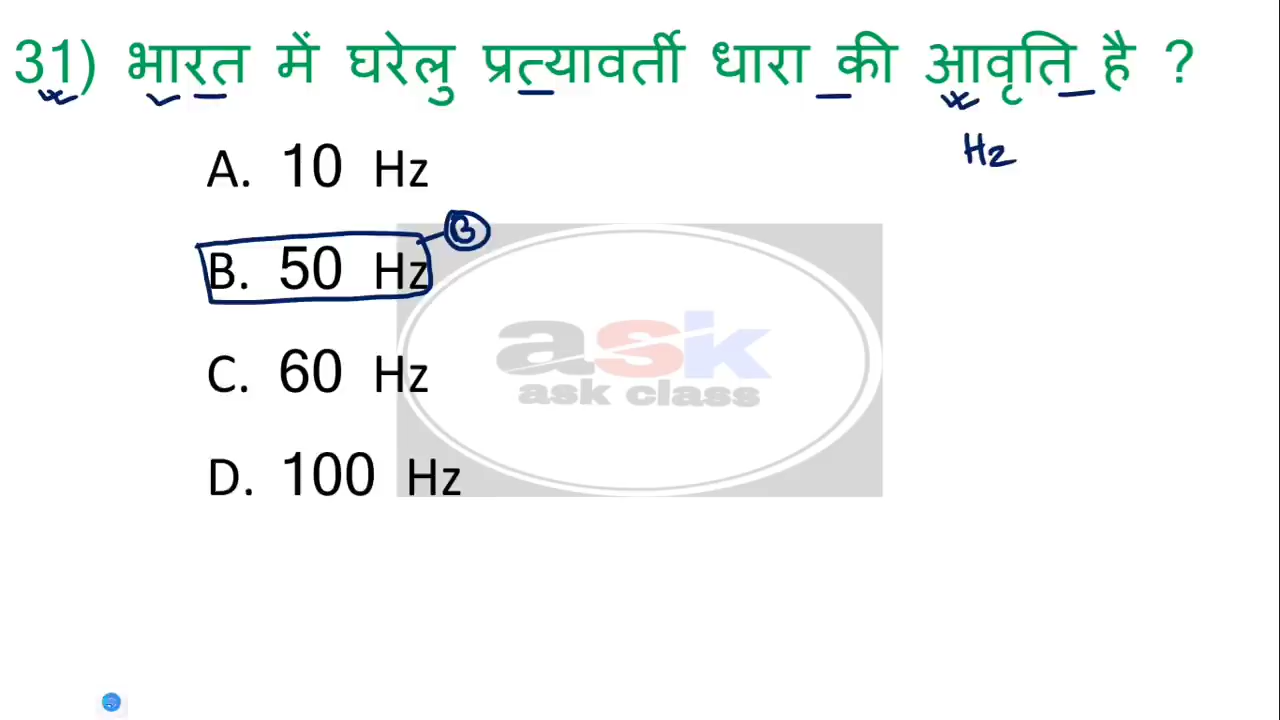 31) भारत में घरेलु प्रत्यावर्ती धारा की आवृति है ?
Hz
A. 10 Hz
B
B. 50 Hz
ask
C. 60 Hz
ask class
D. 100 Hz